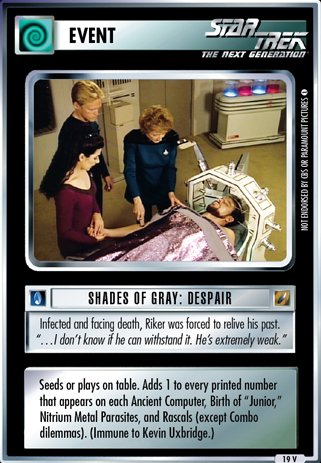 EVENT
STAR TREK
THE NEXT GENERATION
NOT ENDORSED BY CBS OR PARAMOUNT PICTURES
SHADES OF GRAY: DESPAIR
Infected and facing death, Riker was forced to relive his past.
“…I don’t know if he can withstand it. He’s extremely weak.”
Seeds or plays on table. Adds 1 to every printed number
that appears on each Ancient Computer, Birth of “Junior,”
Nitrium Metal Parasites, and Rascals (except Combo
dilemmas). (Immune to Kevin Uxbridge.)
19 V